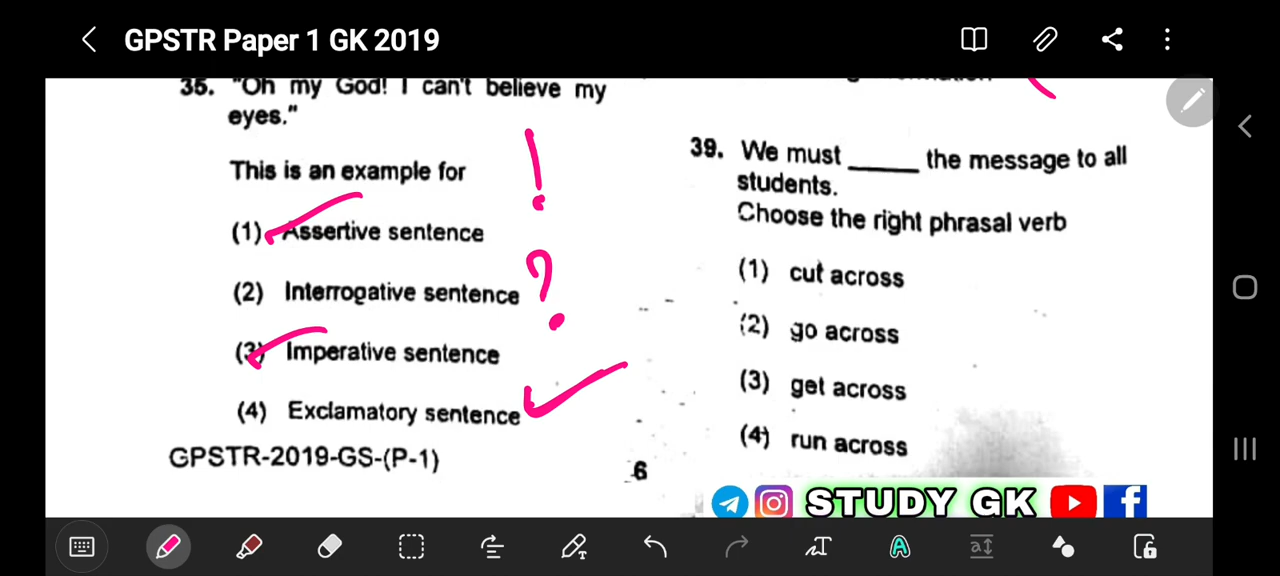 GPSTR Paper 1 GK 2019
35. "Oh my God! I can't believe my
eyes."
This is an example for
(1) Assertive sentence
(2) Interrogative sentence
(3) Imperative sentence
(4) Exclamatory sentence
GPSTR-2019-GS-(P-1)
6
!
?
39. We must _____ the message to all
students.
Choose the right phrasal verb
(1) cut across
(2) go across
(3) get across
(4) run across
STUDY GK